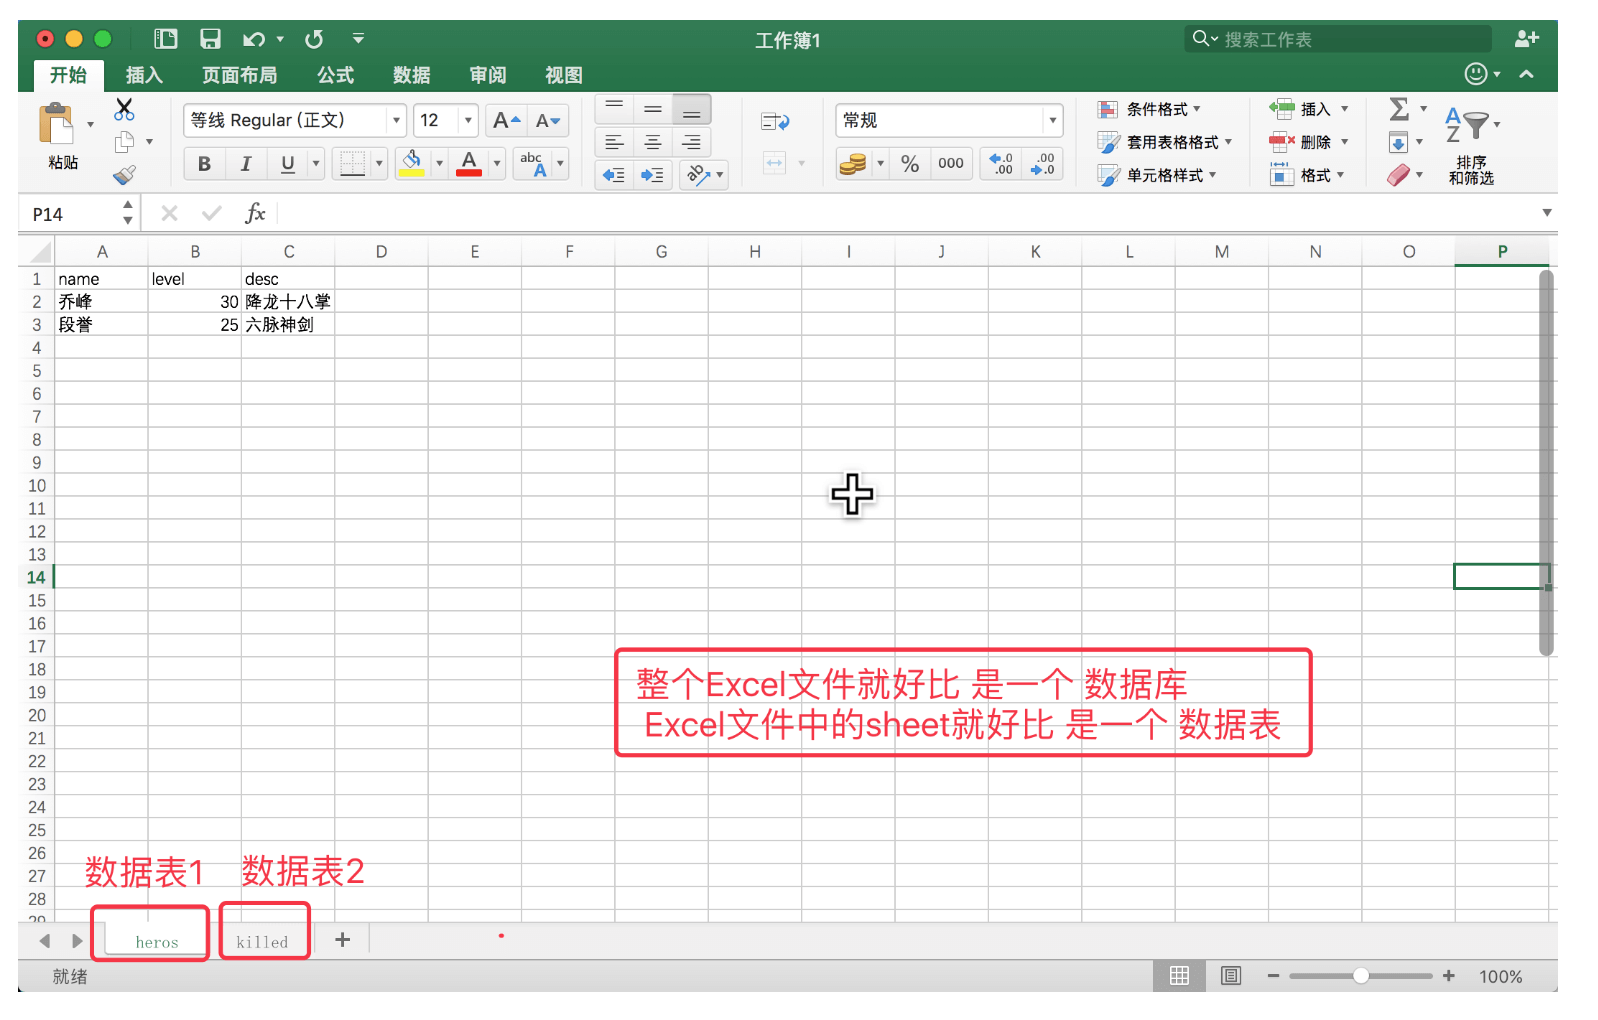 工作簿1
搜索工作表
开始 插入 页面布局 公式 数据 审阅 视图
粘贴
等线 Regular (正文) 12 A A
B I U A abc A
常规
% 000 .0 .00 .00 .0
条件格式
套用表格格式
单元格样式
插入
删除
格式
Σ
A Z
排序
和筛选
P14 fx
A B C D E F G H I J K L M N O P
1 name level desc
2 乔峰 30 降龙十八掌
3 段誉 25 六脉神剑
4
5
6
7
8
9
10
11
12
13
14
15
16
17
18
19
20
21
22
23
24
25
26
27
28
29
整个Excel文件就好比 是一个 数据库
Excel文件中的sheet就好比 是一个 数据表
数据表1 数据表2
heros killed +
就绪 100%